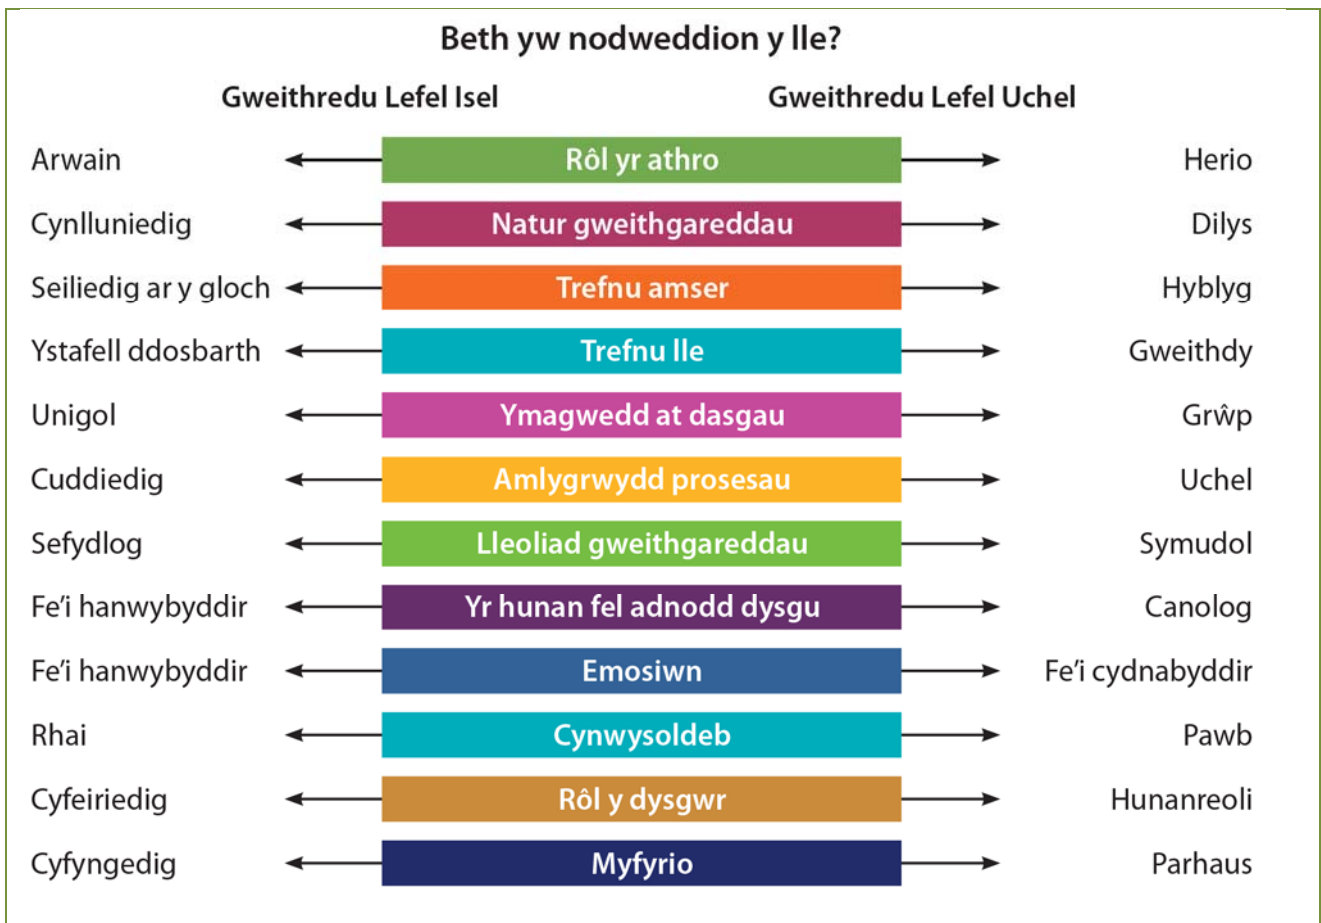 Beth yw nodweddion y lle?
Gweithredu Lefel Isel Gweithredu Lefel Uchel
Arwain Rôl yr athro Herio
Cynlluniedig Natur gweithgareddau Dilys
Seiliedig ar y gloch Trefnu amser Hyblyg
Ystafell ddosbarth Trefnu lle Gweithdy
Unigol Ymagwedd at dasgau Grŵp
Cuddiedig Amlygrwydd prosesau Uchel
Sefydlog Lleoliad gweithgareddau Symudol
Fe'i hanwybyddir Yr hunan fel adnodd dysgu Canolog
Fe'i hanwybyddir Emosiwn Fe'i cydnabyddir
Rhai Cynwysoldeb Pawb
Cyfeiriedig Rôl y dysgwr Hunanreoli
Cyfyngedig Myfyrio Parhaus